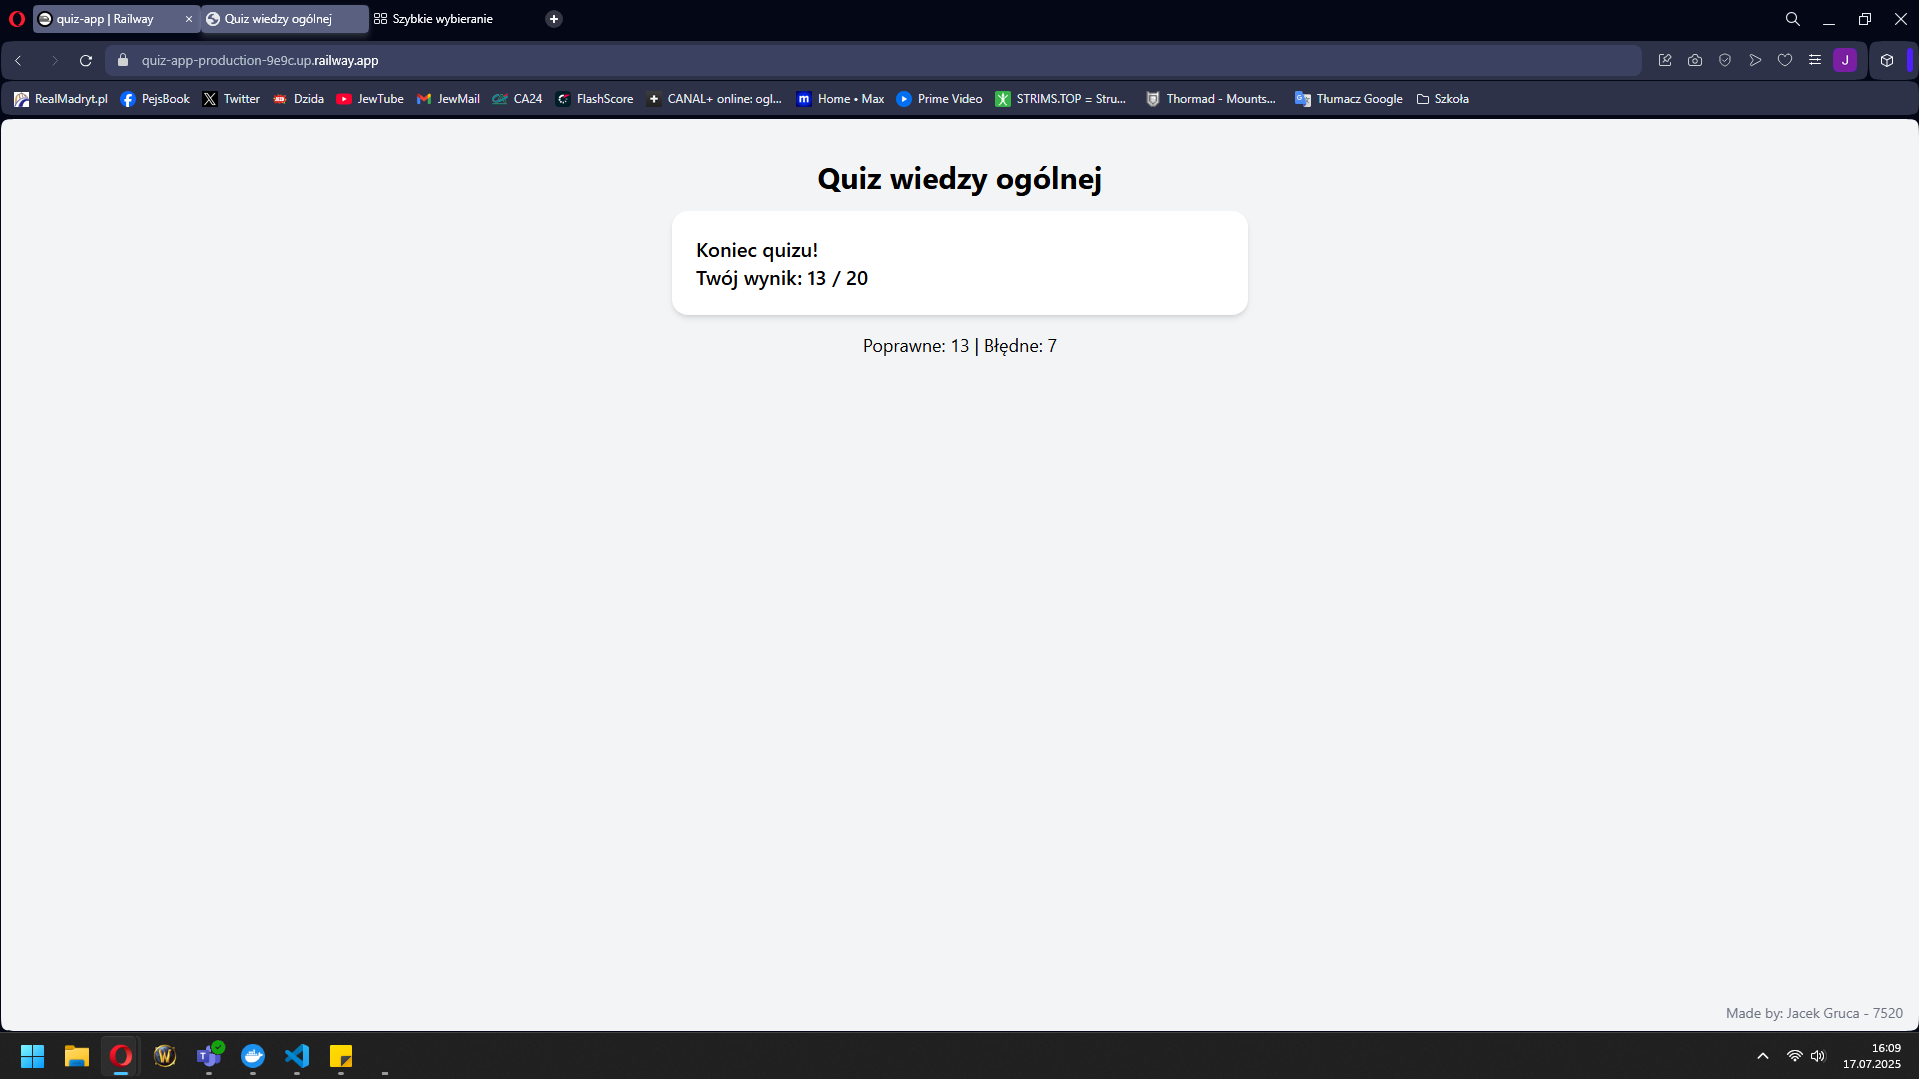 quiz-app | Railway
Quiz wiedzy ogólnej
Szybkie wybieranie
quiz-app-production-9e9c.up.railway.app
J
RealMadryt.pl
PejsBook
Twitter
Dzida
JewTube
JewMail
CA24
FlashScore
CANAL+ online: ogl...
Home • Max
Prime Video
STRIMS.TOP = Stru...
Thormad - Mounts...
Tłumacz Google
Szkoła
Quiz wiedzy ogólnej
Koniec quizu!
Twój wynik: 13 / 20
Poprawne: 13 | Błędne: 7
Made by: Jacek Gruca - 7520
16:09
17.07.2025